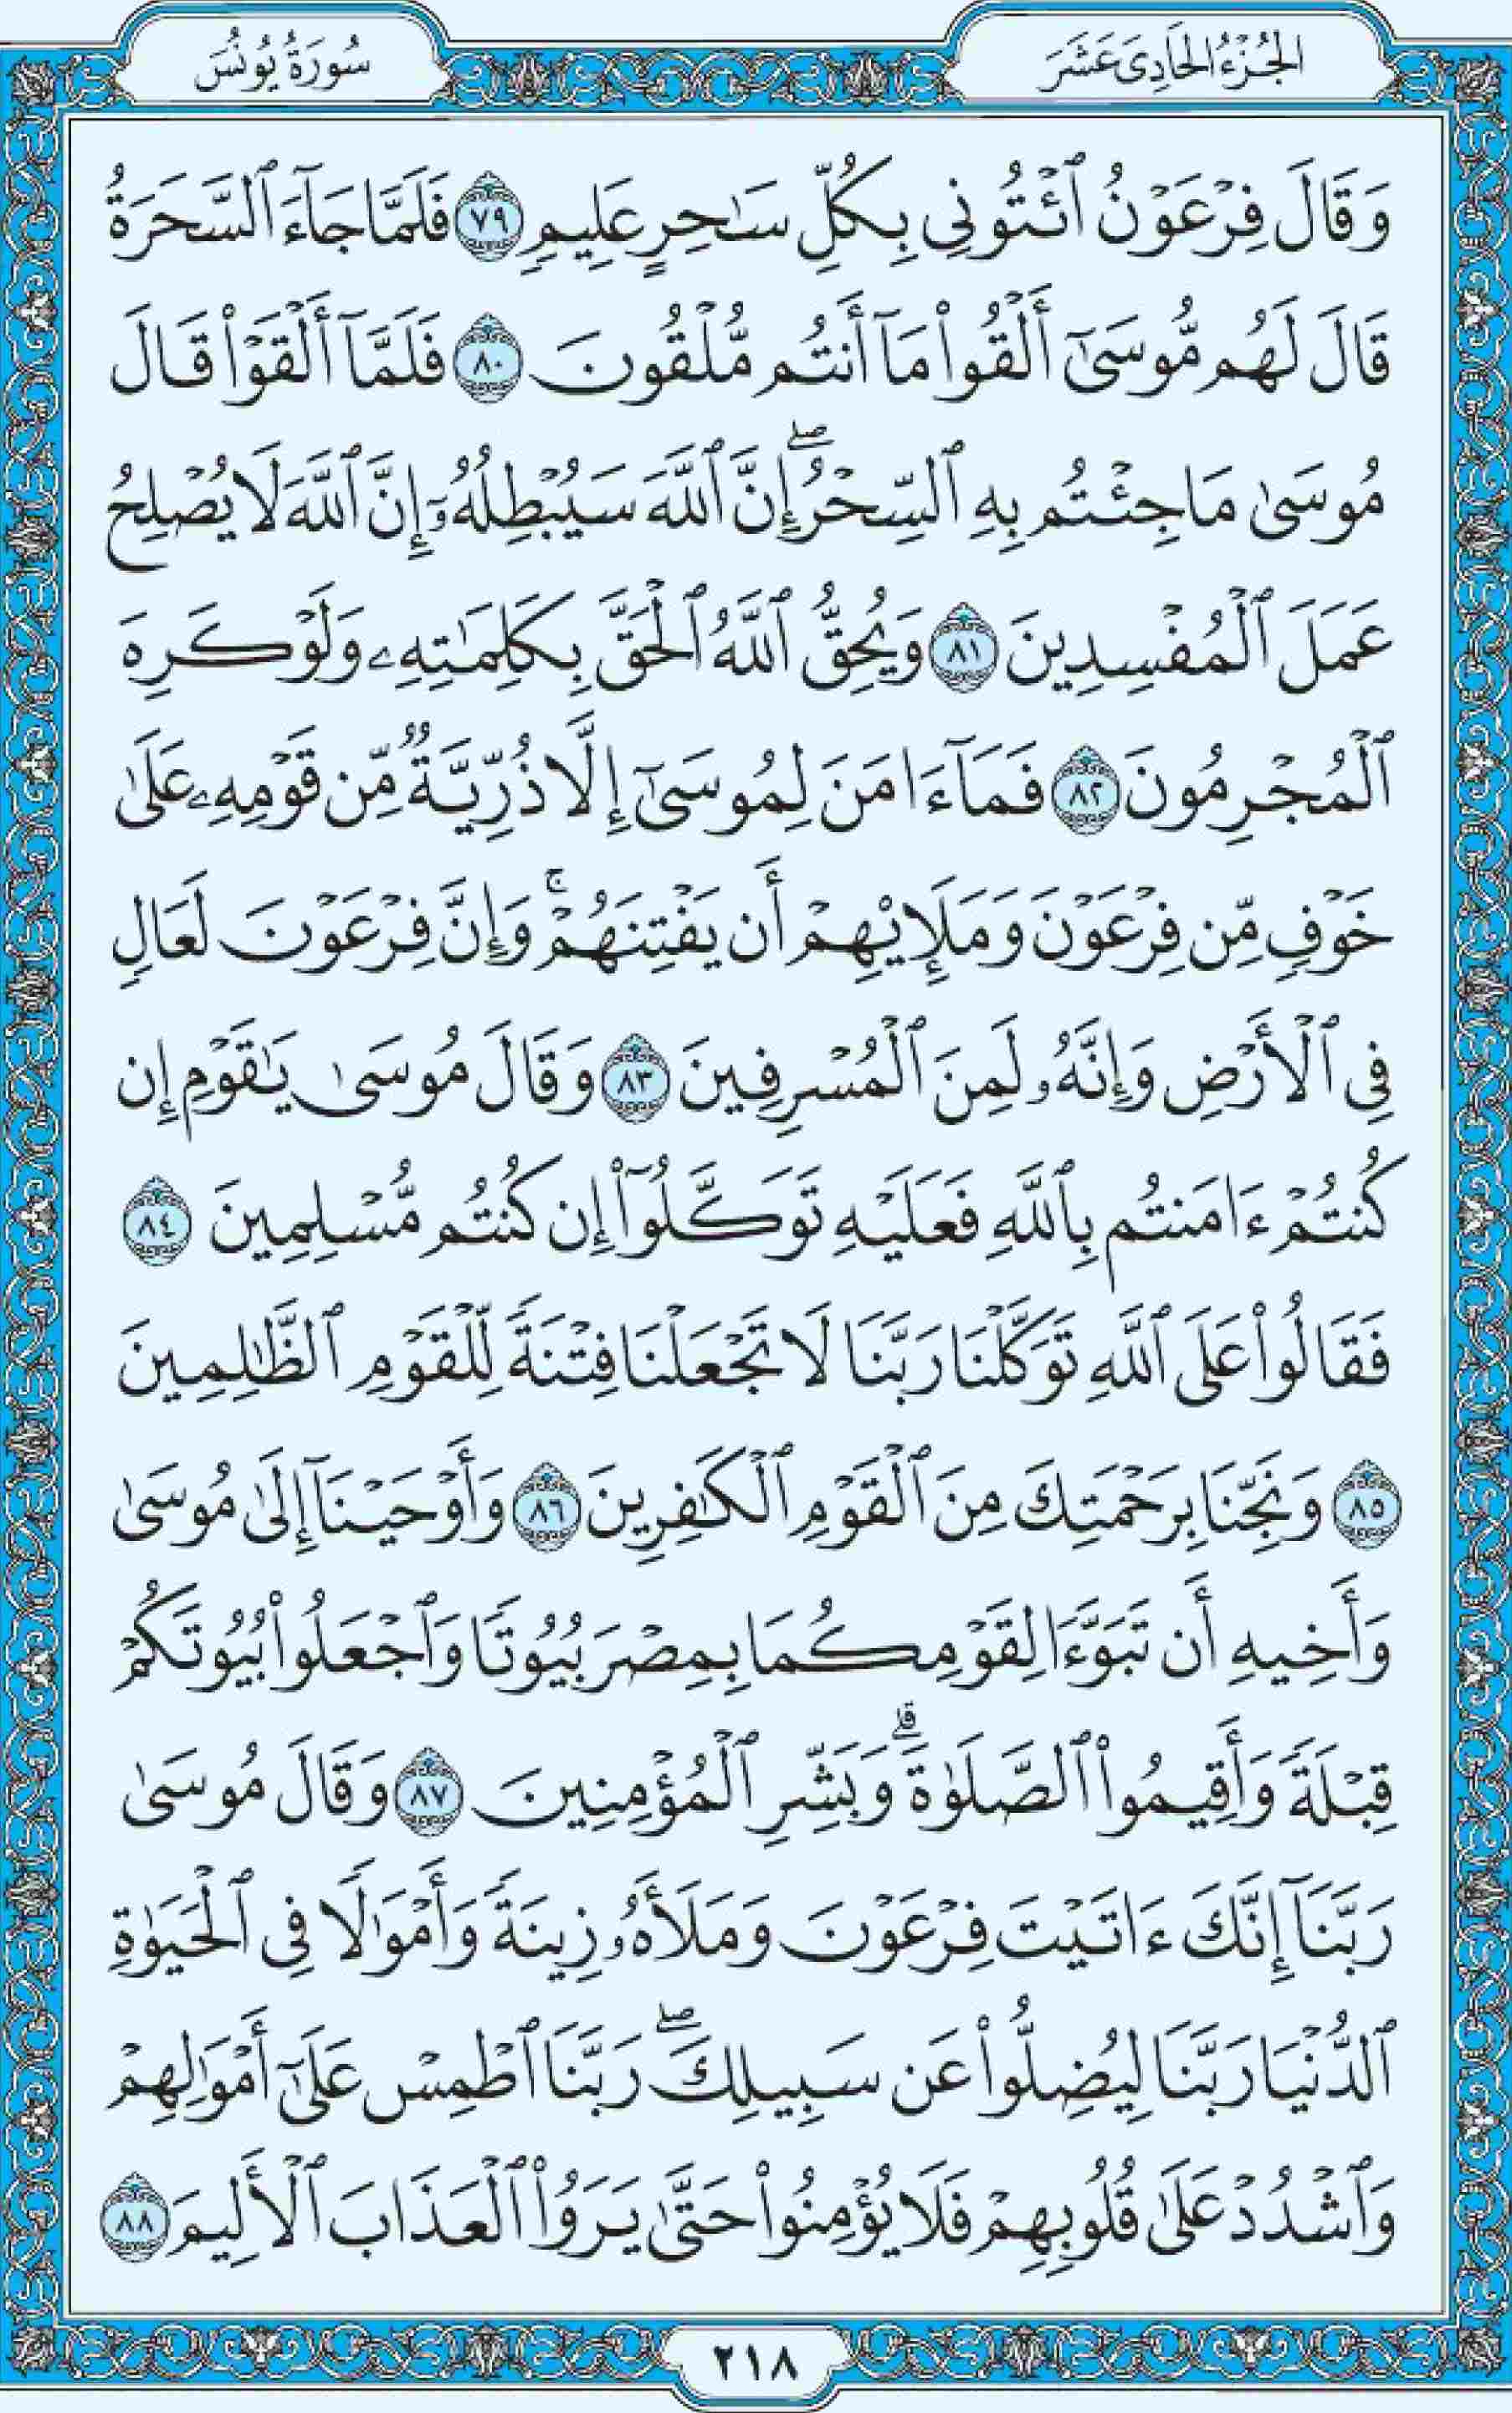 الجُزْءُ الحَادِىَ عَشَرَ
سُورَةُ يُونُسَ
وَقَالَ فِرْعَوْنُ ٱئْتُونِى بِكُلِّ سَٰحِرٍ عَلِيمٍ ٧٩ فَلَمَّا جَآءَ ٱلسَّحَرَةُ
قَالَ لَهُم مُّوسَىٰٓ أَلْقُوا۟ مَآ أَنتُم مُّلْقُونَ ٨٠ فَلَمَّآ أَلْقَوْا۟ قَالَ
مُوسَىٰ مَا جِئْتُم بِهِ ٱلسِّحْرُ ۖ إِنَّ ٱللَّهَ سَيُبْطِلُهُۥٓ إِنَّ ٱللَّهَ لَا يُصْلِحُ
عَمَلَ ٱلْمُفْسِدِينَ ٨١ وَيُحِقُّ ٱللَّهُ ٱلْحَقَّ بِكَلِمَٰتِهِۦ وَلَوْ كَرِهَ
ٱلْمُجْرِمُونَ ٨٢ فَمَآ ءَامَنَ لِمُوسَىٰٓ إِلَّا ذُرِّيَّةٌ مِّن قَوْمِهِۦ عَلَىٰ
خَوْفٍ مِّن فِرْعَوْنَ وَمَلَإِيْهِمْ أَن يَفْتِنَهُمْ ۚ وَإِنَّ فِرْعَوْنَ لَعَالٍ
فِى ٱلْأَرْضِ وَإِنَّهُۥ لَمِنَ ٱلْمُسْرِفِينَ ٨٣ وَقَالَ مُوسَىٰ يَٰقَوْمِ إِن
كُنتُمْ ءَامَنتُم بِٱللَّهِ فَعَلَيْهِ تَوَكَّلُوٓا۟ إِن كُنتُم مُّسْلِمِينَ ٨٤
فَقَالُوا۟ عَلَى ٱللَّهِ تَوَكَّلْنَا رَبَّنَا لَا تَجْعَلْنَا فِتْنَةً لِّلْقَوْمِ ٱلظَّٰلِمِينَ
٨٥ وَنَجِّنَا بِرَحْمَتِكَ مِنَ ٱلْقَوْمِ ٱلْكَٰفِرِينَ ٨٦ وَأَوْحَيْنَآ إِلَىٰ مُوسَىٰ
وَأَخِيهِ أَن تَبَوَّءَا لِقَوْمِكُمَا بِمِصْرَ بُيُوتًا وَٱجْعَلُوا۟ بُيُوتَكُمْ
قِبْلَةً وَأَقِيمُوا۟ ٱلصَّلَوٰةَ ۗ وَبَشِّرِ ٱلْمُؤْمِنِينَ ٨٧ وَقَالَ مُوسَىٰ
رَبَّنَآ إِنَّكَ ءَاتَيْتَ فِرْعَوْنَ وَمَلَأَهُۥ زِينَةً وَأَمْوَٰلًا فِى ٱلْحَيَوٰةِ
ٱلدُّنْيَا رَبَّنَا لِيُضِلُّوا۟ عَن سَبِيلِكَ ۖ رَبَّنَا ٱطْمِسْ عَلَىٰٓ أَمْوَٰلِهِمْ
وَٱشْدُدْ عَلَىٰ قُلُوبِهِمْ فَلَا يُؤْمِنُوا۟ حَتَّىٰ يَرَوُا۟ ٱلْعَذَابَ ٱلْأَلِيمَ ٨٨
٢١٨